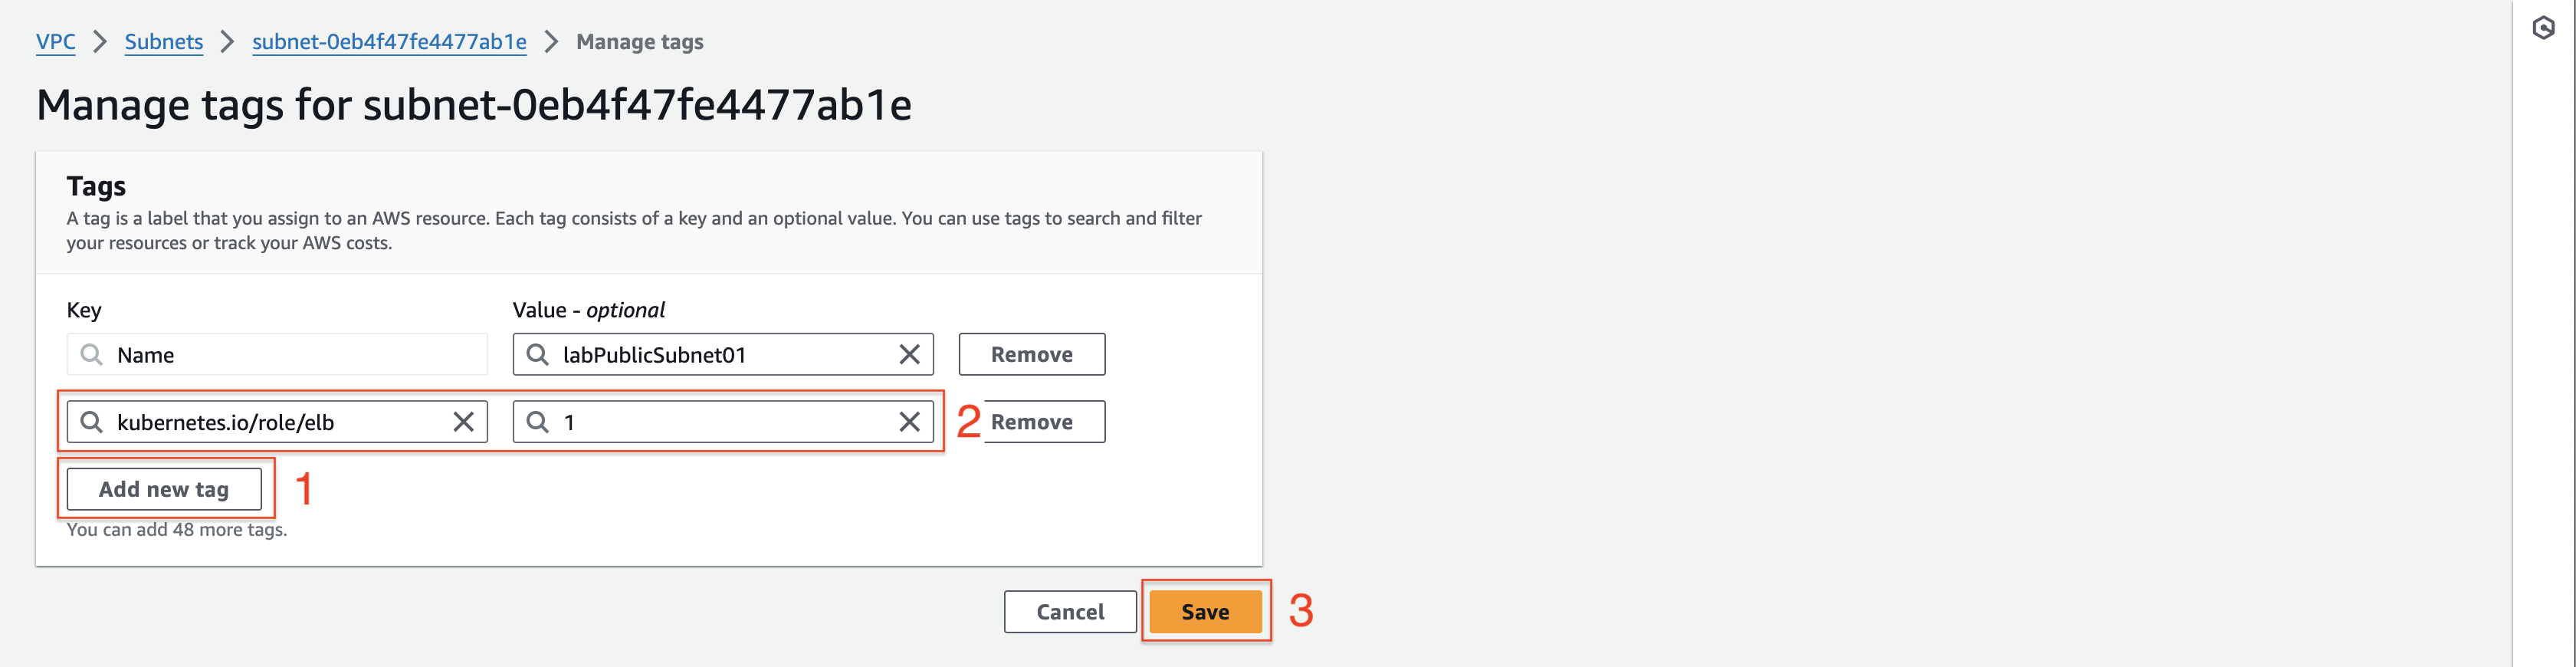 VPC > Subnets > subnet-0eb4f47fe4477ab1e > Manage tags
Manage tags for subnet-0eb4f47fe4477ab1e
Tags
A tag is a label that you assign to an AWS resource. Each tag consists of a key and an optional value. You can use tags to search and filter
your resources or track your AWS costs.
Key Value - optional
Name labPublicSubnet01 Remove
kubernetes.io/role/elb 1 2 Remove
Add new tag 1
You can add 48 more tags.
Cancel Save 3